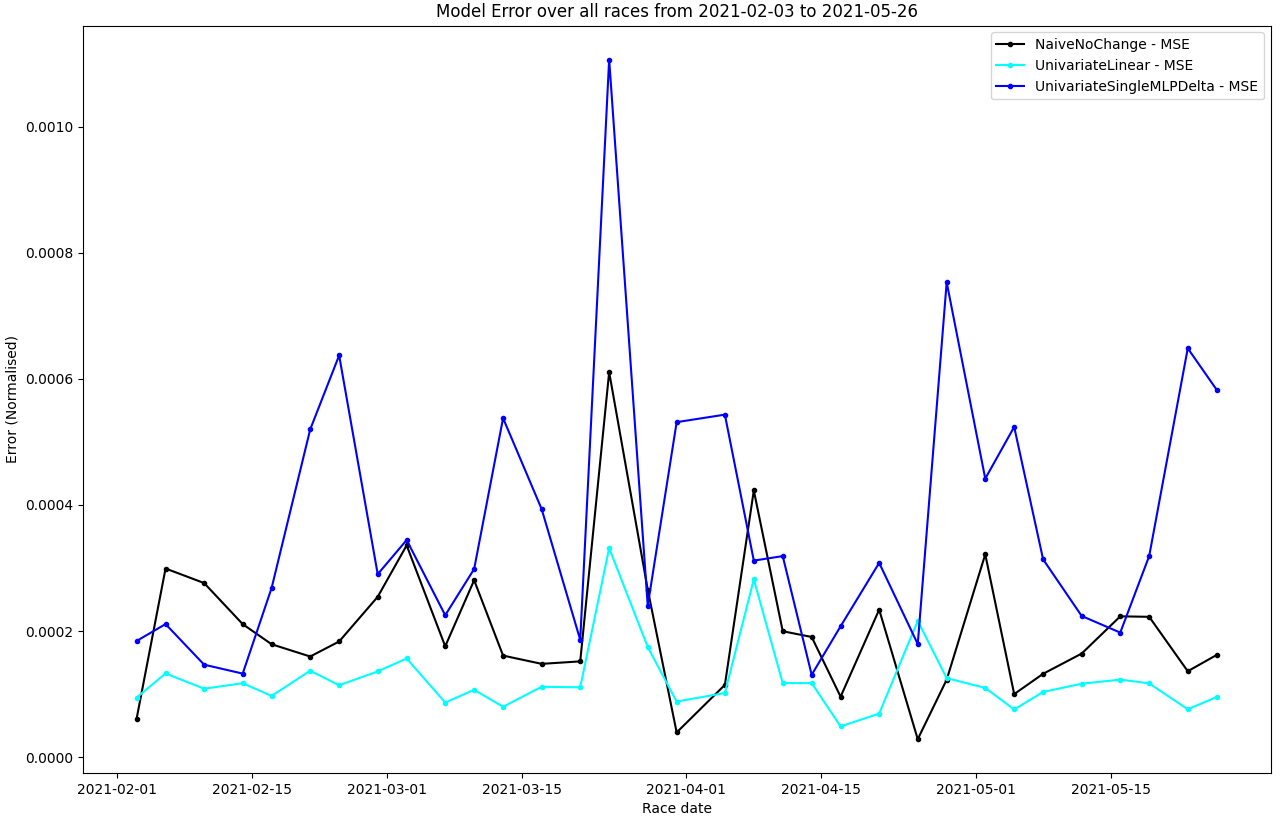 Model Error over all races from 2021-02-03 to 2021-05-26
NaiveNoChange - MSE
UnivariateLinear - MSE
UnivariateSingleMLPDelta - MSE
Error (Normalised)
0.0010
0.0008
0.0006
0.0004
0.0002
0.0000
2021-02-01 2021-02-15 2021-03-01 2021-03-15 2021-04-01 2021-04-15 2021-05-01 2021-05-15
Race date